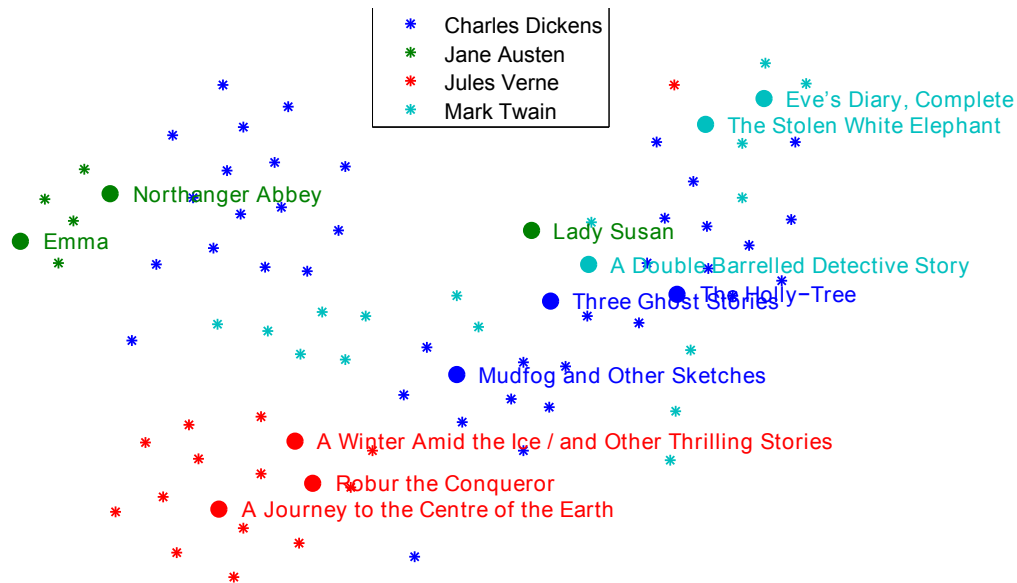 Charles Dickens
Jane Austen
Jules Verne
Mark Twain
Eve's Diary, Complete
The Stolen White Elephant
Northanger Abbey
Emma
Lady Susan
A Double Barrelled Detective Story
The Holly−Tree
Three Ghost Stories
Mudfog and Other Sketches
A Winter Amid the Ice / and Other Thrilling Stories
Robur the Conqueror
A Journey to the Centre of the Earth